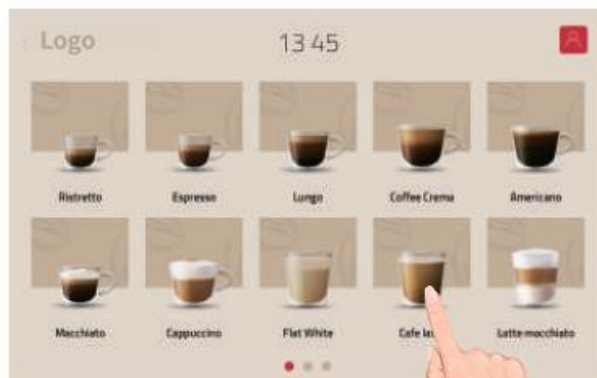 Logo
13 45
Ristretto Espresso Lungo Coffee Crema Americano
Macchiato Cappuccino Flat White Cafe Latte macchiato